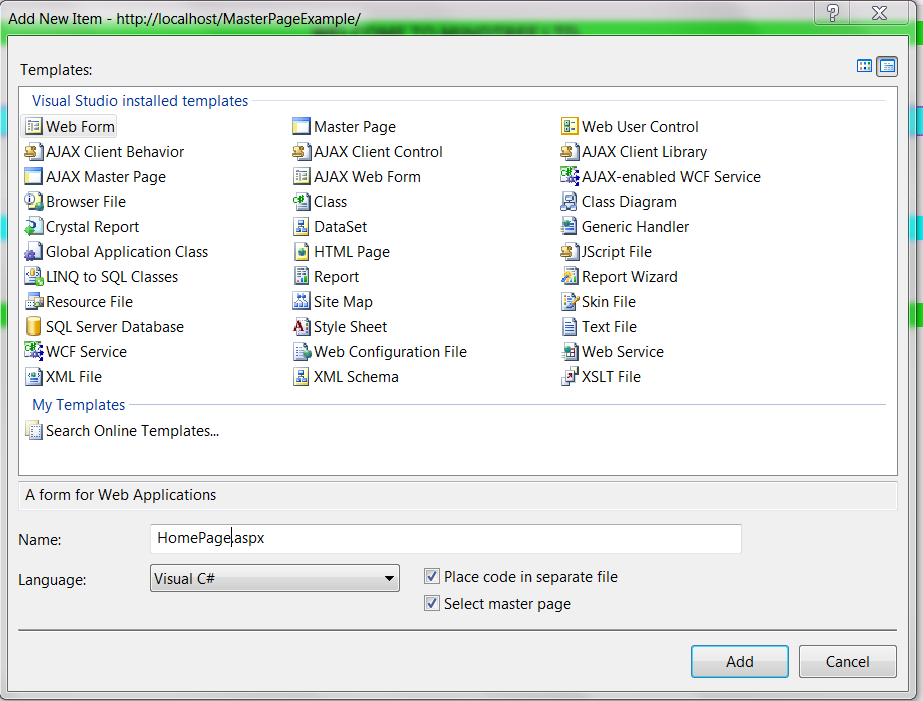 Add New Item - http://localhost/MasterPageExample/
Templates:
Visual Studio installed templates
Web Form Master Page Web User Control
AJAX Client Behavior AJAX Client Control AJAX Client Library
AJAX Master Page AJAX Web Form AJAX-enabled WCF Service
Browser File Class Class Diagram
Crystal Report DataSet Generic Handler
Global Application Class HTML Page JScript File
LINQ to SQL Classes Report Report Wizard
Resource File Site Map Skin File
SQL Server Database Style Sheet Text File
WCF Service Web Configuration File Web Service
XML File XML Schema XSLT File
My Templates
Search Online Templates...
A form for Web Applications
Name: HomePage.aspx
Language: Visual C# Place code in separate file
Select master page
Add Cancel